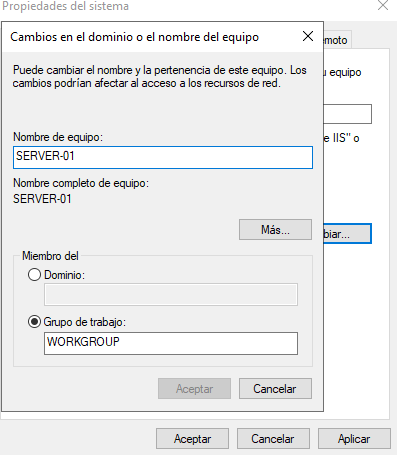 Propiedades del sistema
Cambios en el dominio o el nombre del equipo
Puede cambiar el nombre y la pertenencia de este equipo. Los
cambios podrían afectar al acceso a los recursos de red.
Nombre de equipo:
SERVER-01
Nombre completo de equipo:
SERVER-01
Más...
Miembro del
Dominio:
Grupo de trabajo:
WORKGROUP
Aceptar
Cancelar
equipo
IIS" o
Aceptar
Cancelar
Aplicar